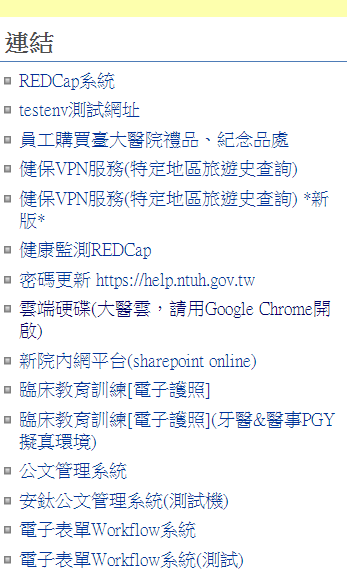 連結
REDCap系統
testenv測試網址
員工購買臺大醫院禮品、紀念品處
健保VPN服務(特定地區旅遊史查詢)
健保VPN服務(特定地區旅遊史查詢) *新
版*
健康監測REDCap
密碼更新 https://help.ntuh.gov.tw
雲端硬碟(大醫雲，請用Google Chrome開
啟)
新院內網平台(sharepoint online)
臨床教育訓練[電子護照]
臨床教育訓練[電子護照](牙醫&醫事PGY
擬真環境)
公文管理系統
安鈦公文管理系統(測試機)
電子表單Workflow系統
電子表單Workflow系統(測試)